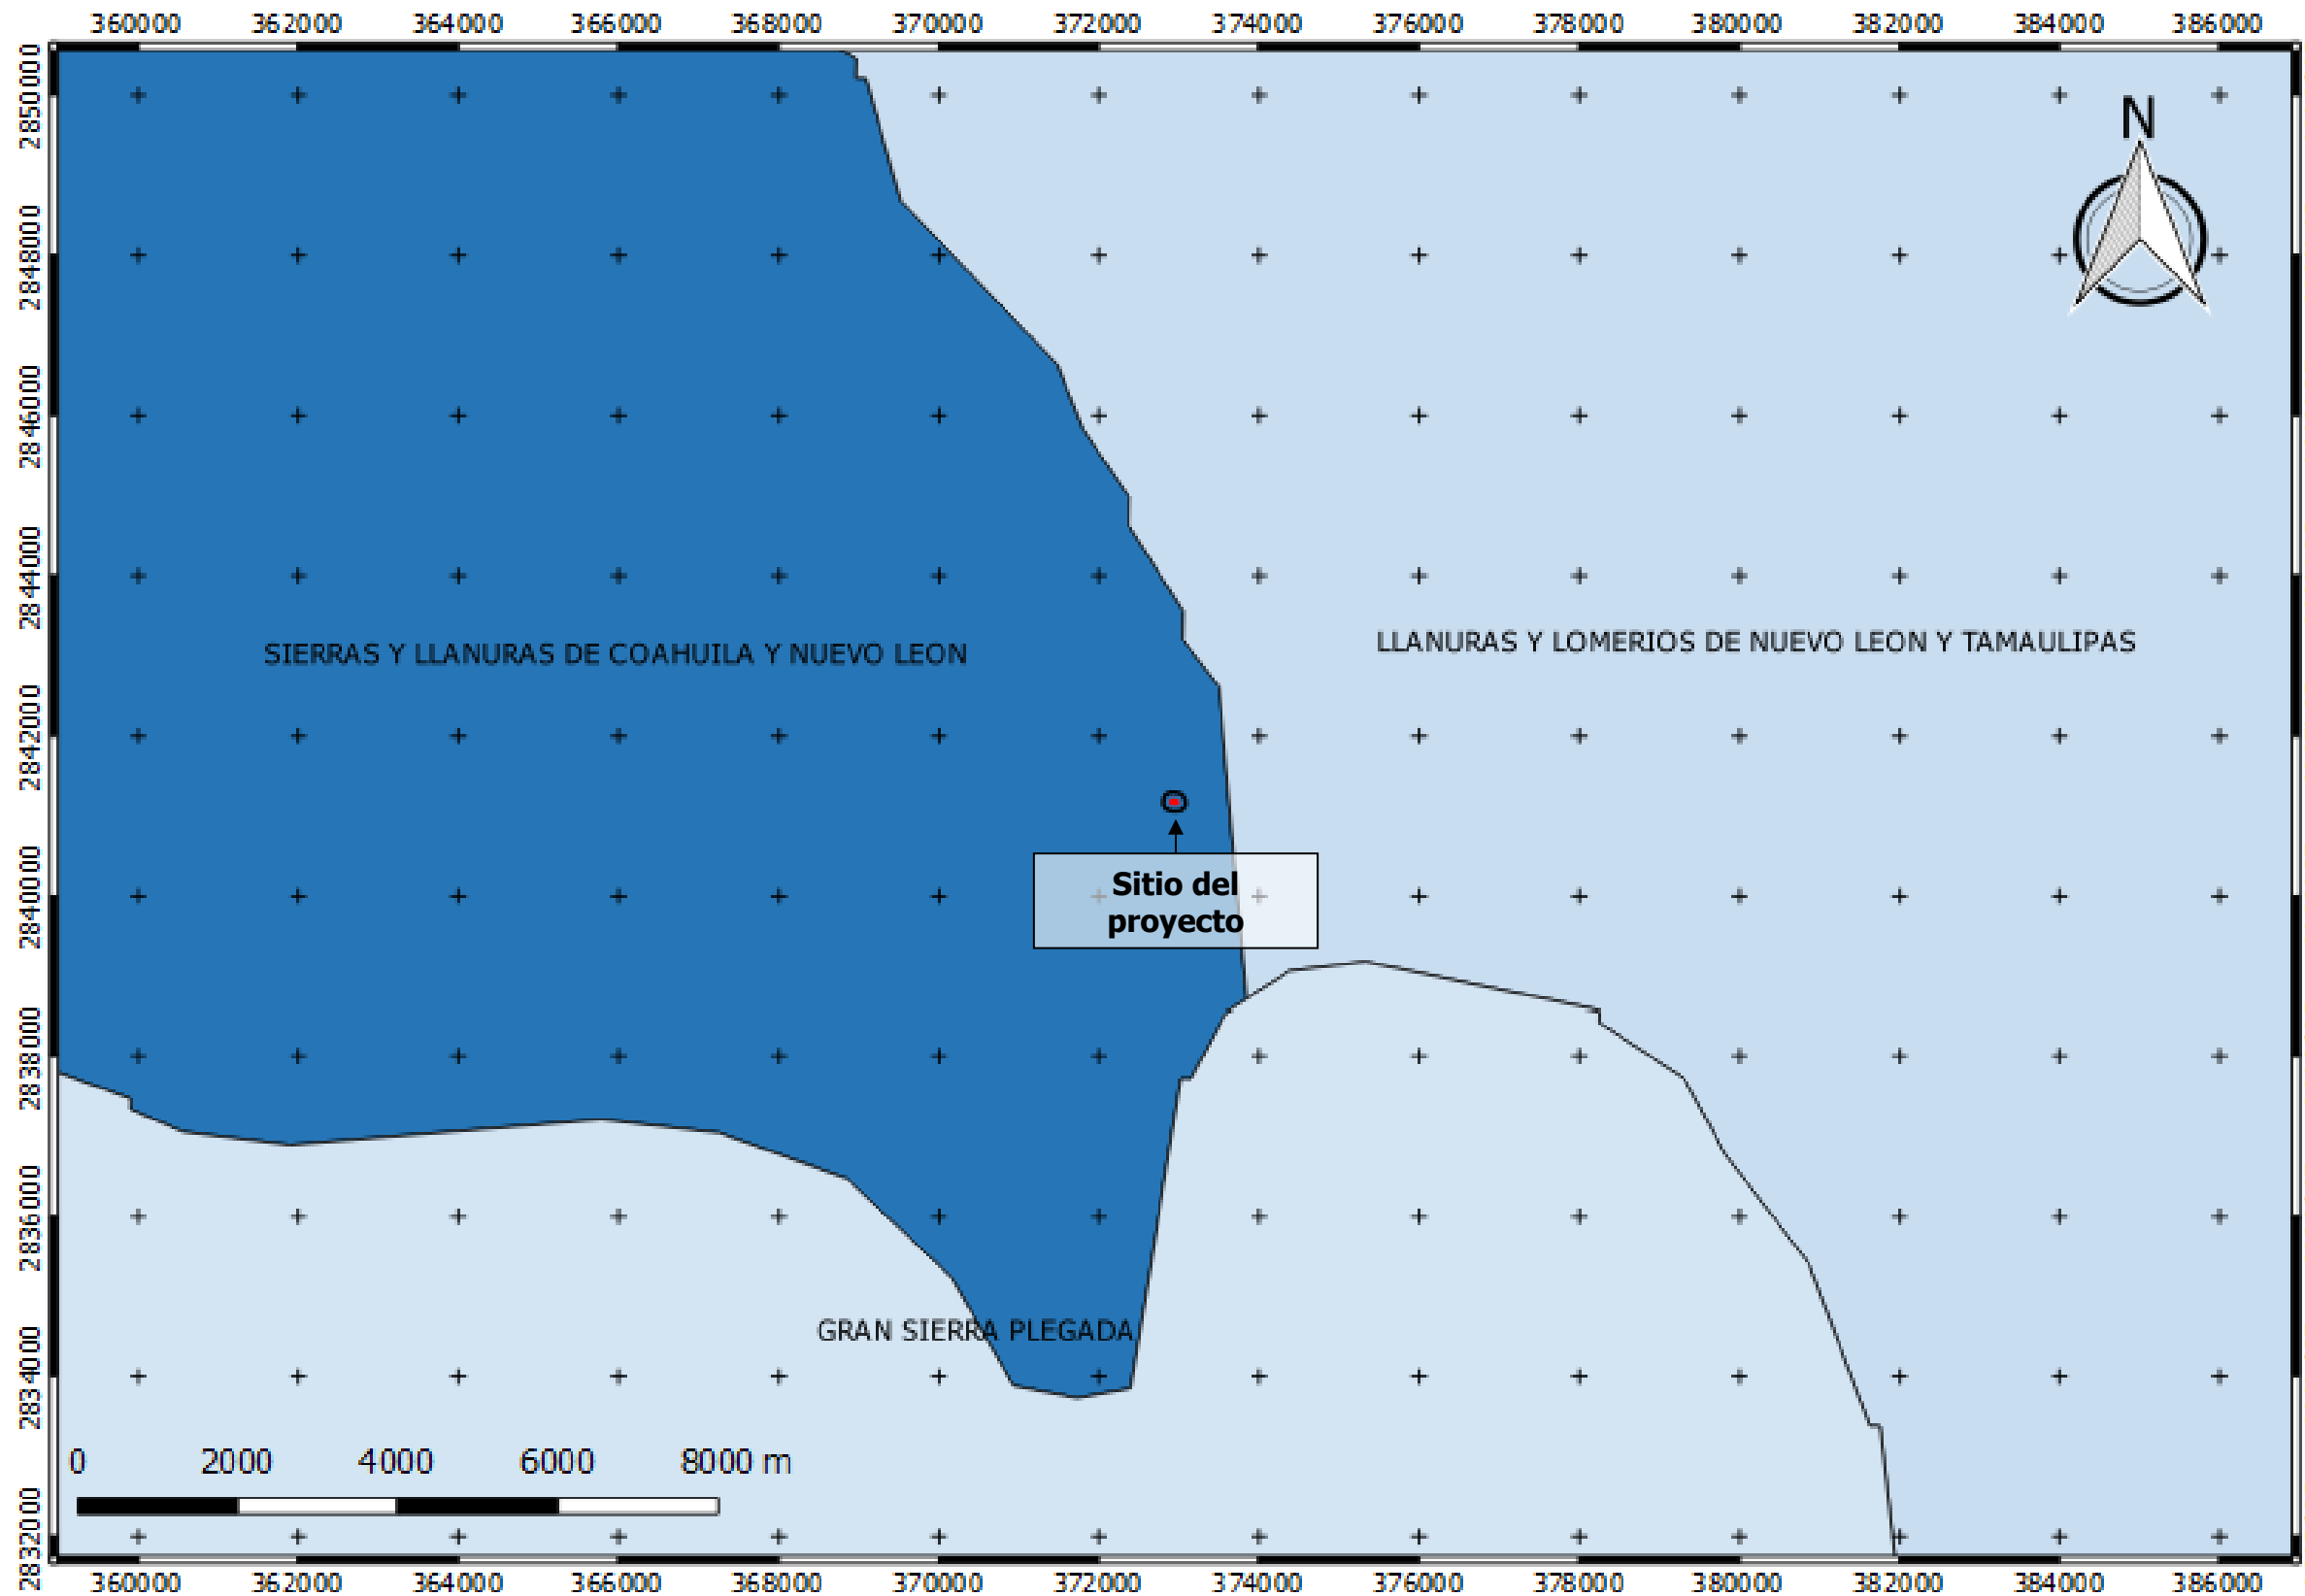 360000 362000 364000 366000 368000 370000 372000 374000 376000 378000 380000 382000 384000 386000
2850000
N
2848000
2846000
2844000
LLANURAS Y LOMERIOS DE NUEVO LEON Y TAMAULIPAS
SIERRAS Y LLANURAS DE COAHUILA Y NUEVO LEON
2842000
Sitio del
proyecto
2840000
2838000
2836000
GRAN SIERRA PLEGADA
2834000
0 2000 4000 6000 8000 m
2832000
360000 362000 364000 366000 368000 370000 372000 374000 376000 378000 380000 382000 384000 386000